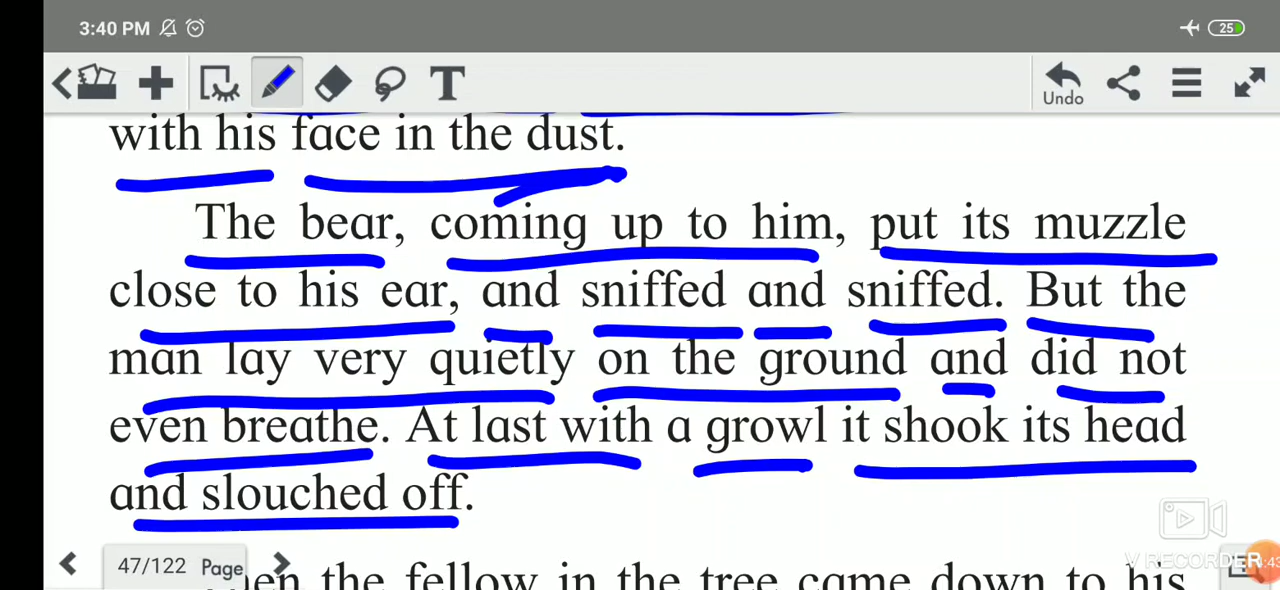 3:40 PM
25
Undo
with his face in the dust.
The bear, coming up to him, put its muzzle
close to his ear, and sniffed and sniffed. But the
man lay very quietly on the ground and did not
even breathe. At last with a growl it shook its head
and slouched off.
V RECORDER
47/122 Page
the fellow in the tree came down to his